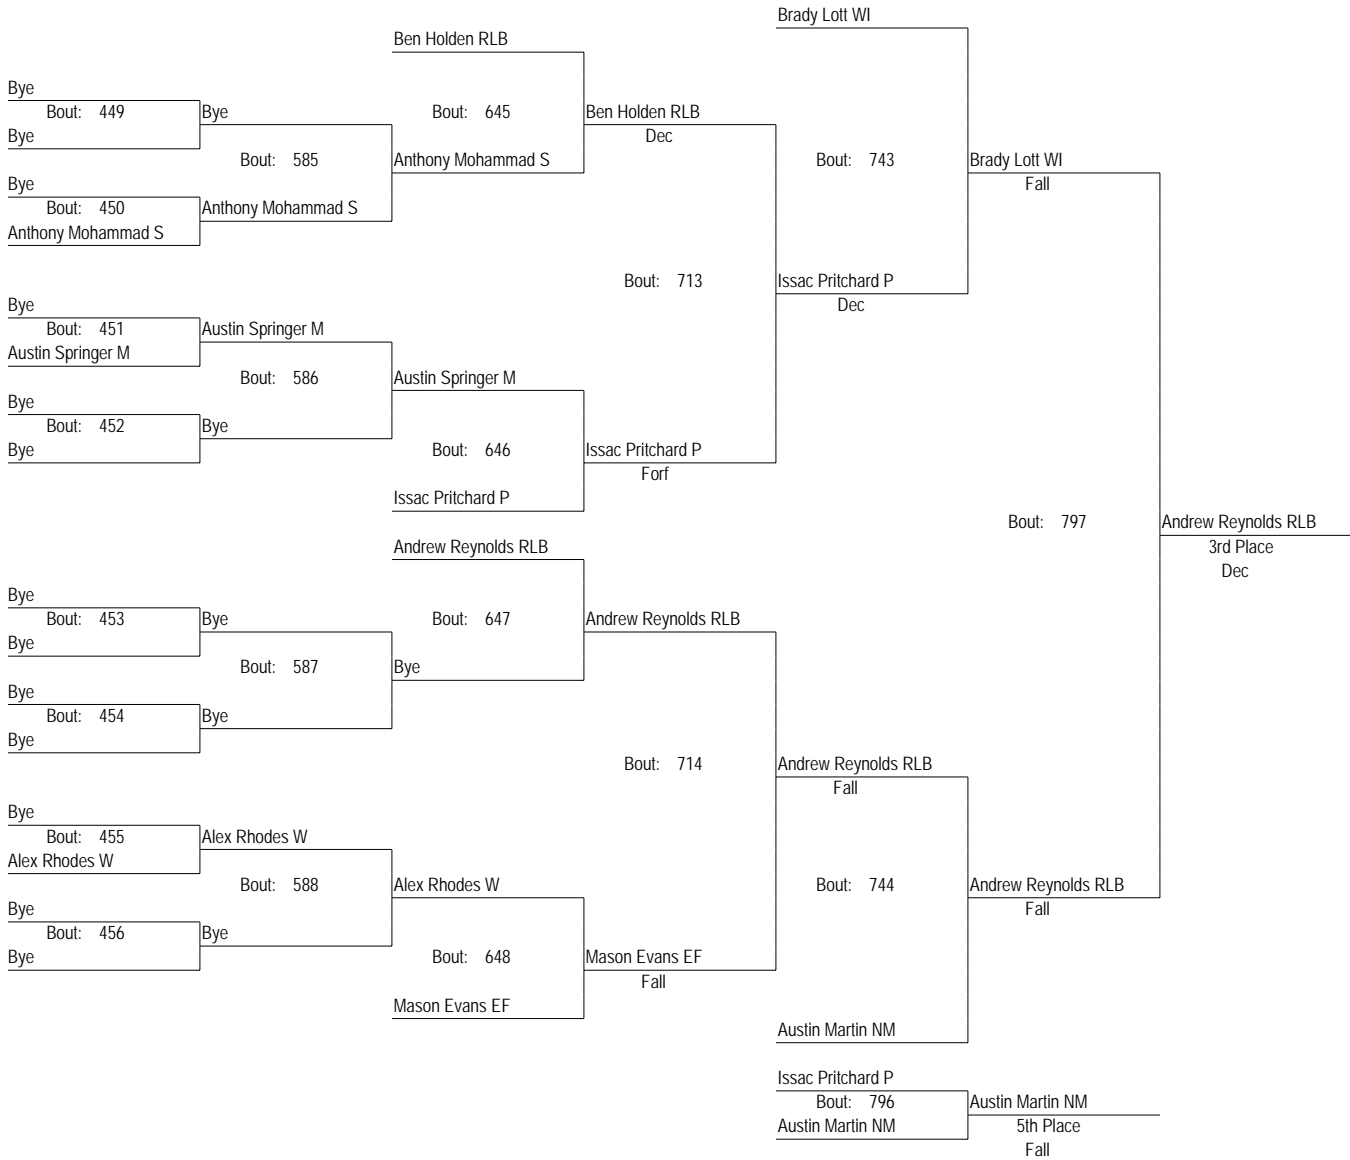 Brady Lott WI
Ben Holden RLB
Bye
Bout: 449
Bye
Bout: 645
Ben Holden RLB
Bye
Dec
Bout: 585
Anthony Mohammad S
Bout: 743
Brady Lott WI
Bye
Fall
Bout: 450
Anthony Mohammad S
Anthony Mohammad S
Bout: 713
Issac Pritchard P
Bye
Dec
Bout: 451
Austin Springer M
Austin Springer M
Bout: 586
Austin Springer M
Bye
Bout: 452
Bye
Bye
Bout: 646
Issac Pritchard P
Forf
Issac Pritchard P
Bout: 797
Andrew Reynolds RLB
Andrew Reynolds RLB
3rd Place
Dec
Bye
Bout: 453
Bye
Bout: 647
Andrew Reynolds RLB
Bye
Bout: 587
Bye
Bye
Bout: 454
Bye
Bye
Bout: 714
Andrew Reynolds RLB
Fall
Bye
Bout: 455
Alex Rhodes W
Alex Rhodes W
Bout: 588
Alex Rhodes W
Bout: 744
Andrew Reynolds RLB
Bye
Fall
Bout: 456
Bye
Bye
Bout: 648
Mason Evans EF
Fall
Mason Evans EF
Austin Martin NM
Issac Pritchard P
Bout: 796
Austin Martin NM
Austin Martin NM
5th Place
Fall